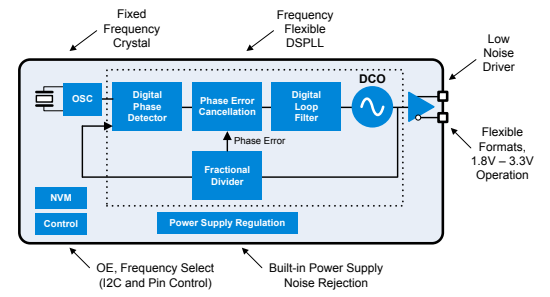 Fixed
Frequency
Crystal
Frequency
Flexible
DSPLL
Low
Noise
Driver
OSC
Digital
Phase
Detector
Phase Error
Cancellation
Digital
Loop
Filter
DCO
Phase Error
Fractional
Divider
Flexible
Formats,
1.8V – 3.3V
Operation
NVM
Control
Power Supply Regulation
OE, Frequency Select
(I2C and Pin Control)
Built-in Power Supply
Noise Rejection